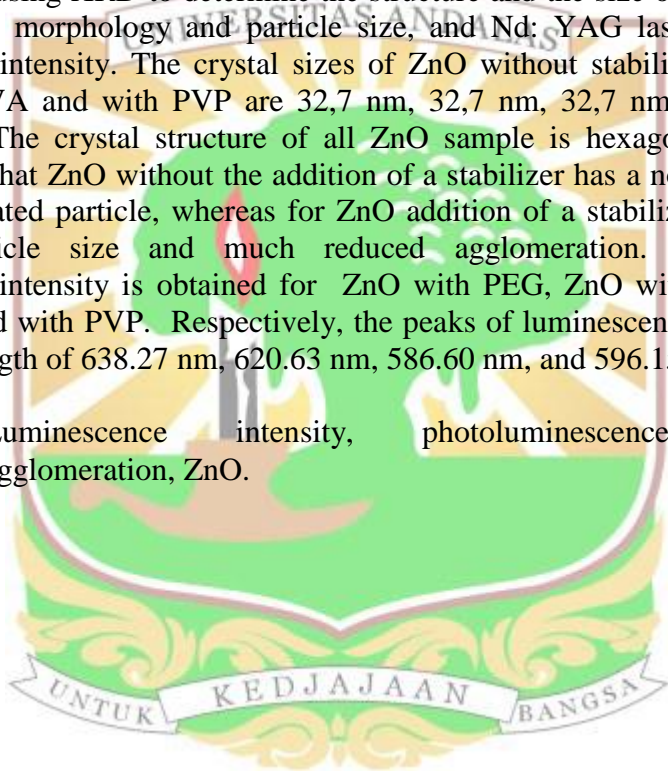 using XRD to determine the structure and the size
morphology and particle size, and Nd: YAG las
UNIVERSITAS ANDALAS
intensity. The crystal sizes of ZnO without stabili
VA and with PVP are 32,7 nm, 32,7 nm, 32,7 nm
The crystal structure of all ZnO sample is hexago
hat ZnO without the addition of a stabilizer has a n
ated particle, whereas for ZnO addition of a stabiliz
icle size and much reduced agglomeration.
intensity is obtained for ZnO with PEG, ZnO wi
d with PVP. Respectively, the peaks of luminescen
gth of 638.27 nm, 620.63 nm, 586.60 nm, and 596.1
uminescence intensity, photoluminescence
gglomeration, ZnO.
UNTUK KEDJAJAAN BANGSA